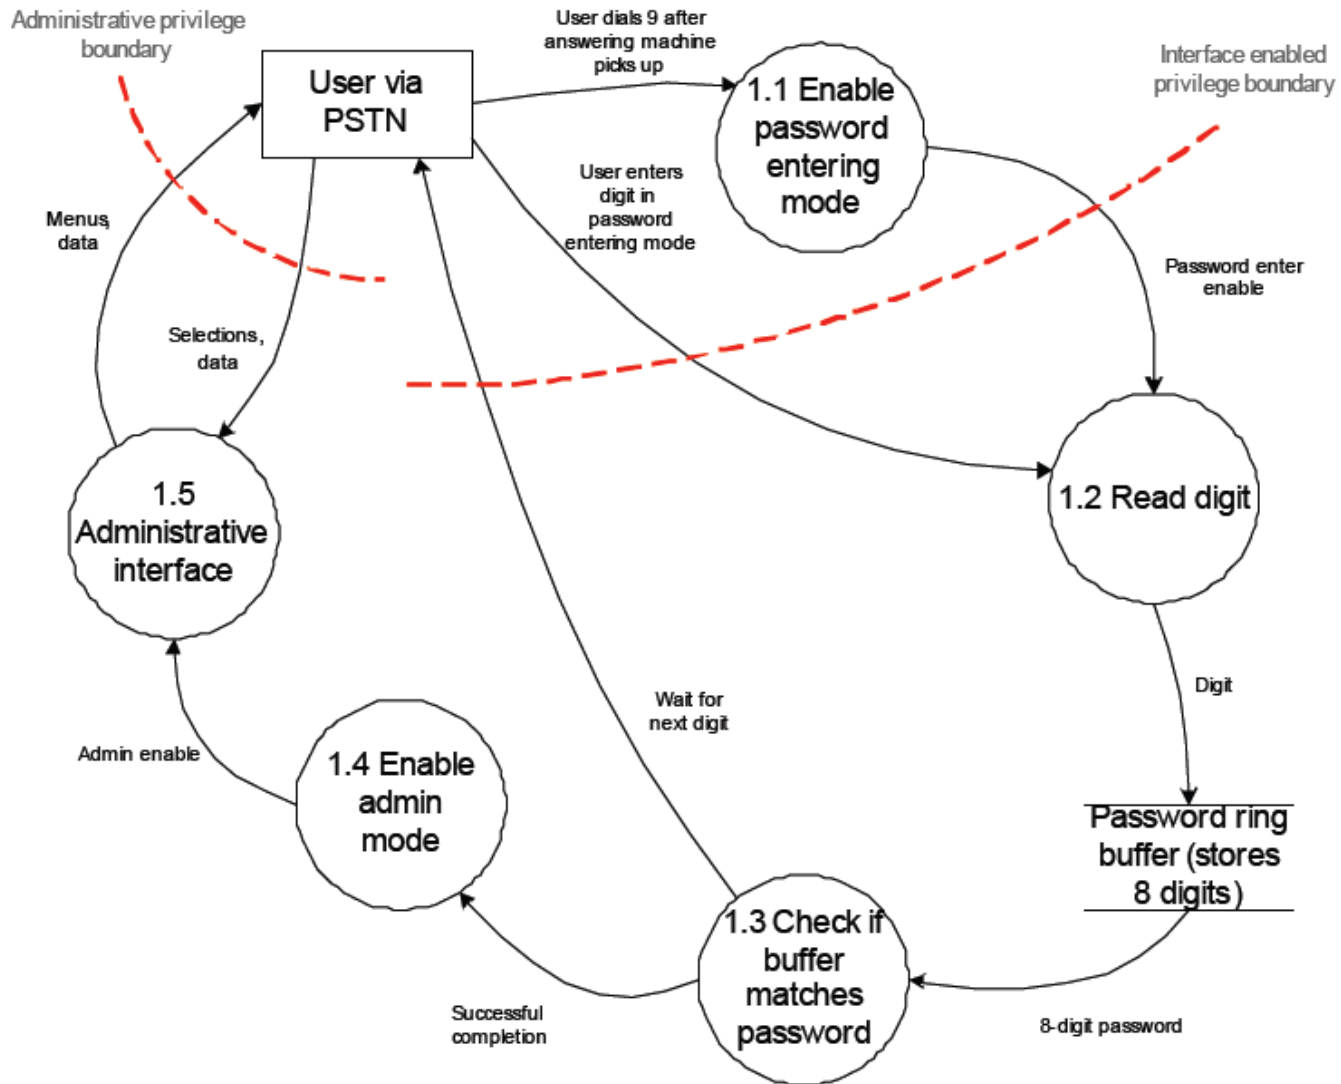 Administrative privilege
boundary
User via
PSTN
User dials 9 after
answering machine
picks up
1.1 Enable
password
entering
mode
Interface enabled
privilege boundary
User enters
digit in
password
entering mode
Menus,
data
Selections,
data
Password enter
enable
1.5
Administrative
interface
1.2 Read digit
Wait for
next digit
Digit
Admin enable
1.4 Enable
admin
mode
Password ring
buffer (stores
8 digits)
1.3 Check if
buffer
matches
password
Successful
completion
8-digit password